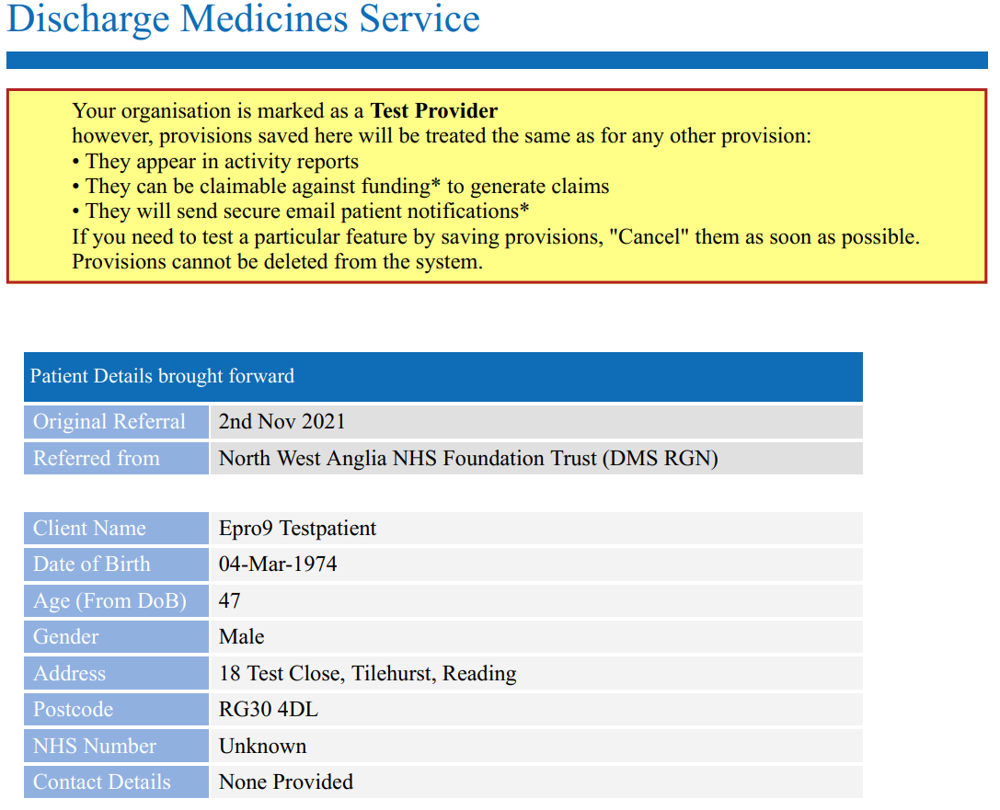 Discharge Medicines Service
Your organisation is marked as a Test Provider
however, provisions saved here will be treated the same as for any other provision:
• They appear in activity reports
• They can be claimable against funding* to generate claims
• They will send secure email patient notifications*
If you need to test a particular feature by saving provisions, "Cancel" them as soon as possible.
Provisions cannot be deleted from the system.
Patient Details brought forward
Original Referral 2nd Nov 2021
Referred from North West Anglia NHS Foundation Trust (DMS RGN)
Client Name Epro9 Testpatient
Date of Birth 04-Mar-1974
Age (From DoB) 47
Gender Male
Address 18 Test Close, Tilehurst, Reading
Postcode RG30 4DL
NHS Number Unknown
Contact Details None Provided